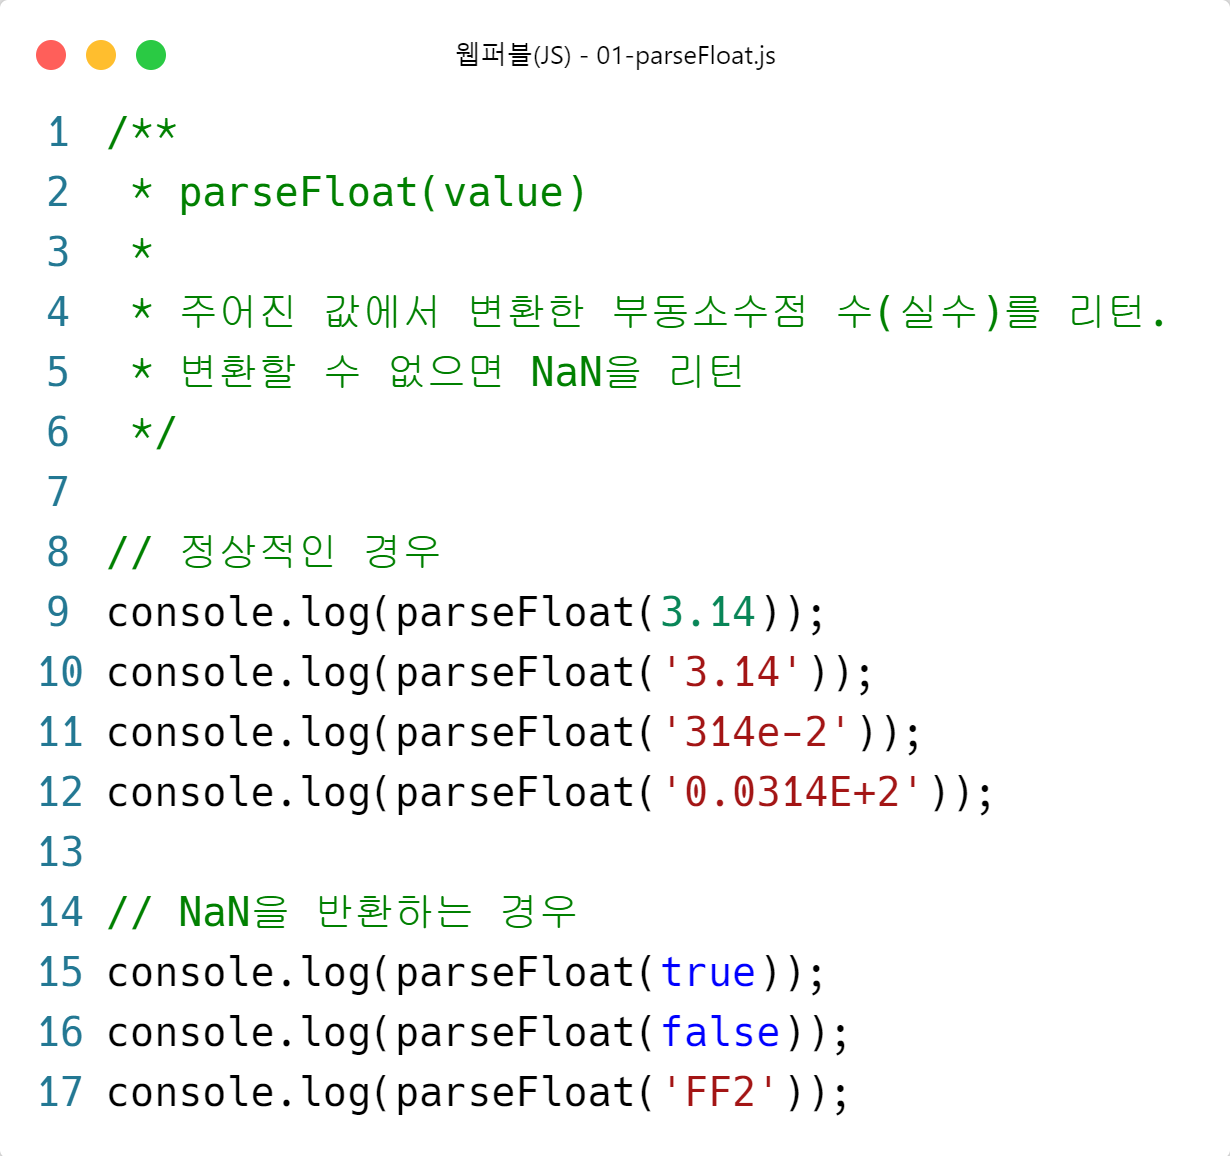 웹퍼블(JS) - 01-parseFloat.js
1 /**
2  * parseFloat(value)
3  *
4  * 주어진 값에서 변환한 부동소수점 수(실수)를 리턴.
5  * 변환할 수 없으면 NaN을 리턴
6  */
7
8 // 정상적인 경우
9 console.log(parseFloat(3.14));
10 console.log(parseFloat('3.14'));
11 console.log(parseFloat('314e-2'));
12 console.log(parseFloat('0.0314E+2'));
13
14 // NaN을 반환하는 경우
15 console.log(parseFloat(true));
16 console.log(parseFloat(false));
17 console.log(parseFloat('FF2'));